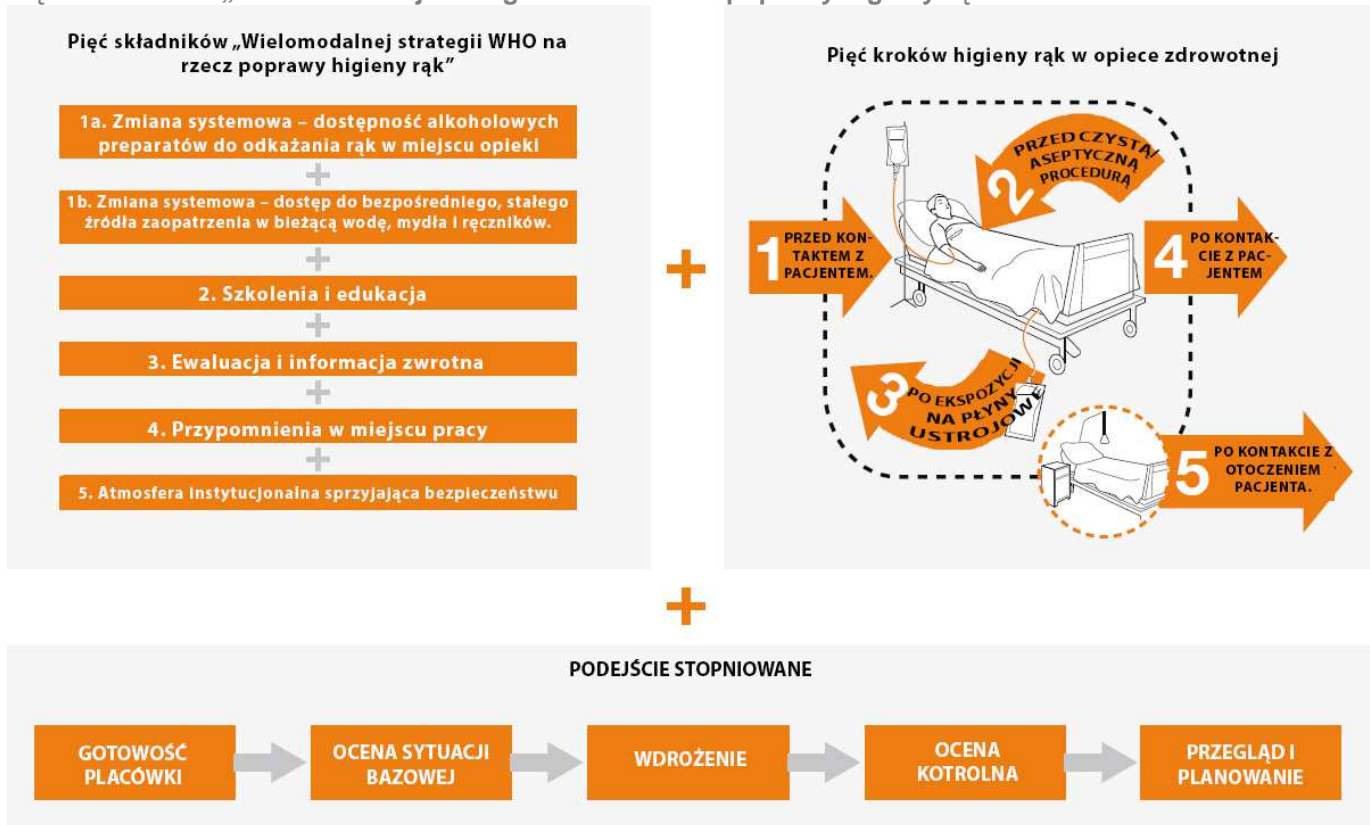 Pięć składników „Wielomodalnej strategii WHO na
rzecz poprawy higieny rąk”
1a. Zmiana systemowa – dostępność alkoholowych
preparatów do odkażania rąk w miejscu opieki
+
1b. Zmiana systemowa – dostęp do bezpośredniego, stałego
źródła zaopatrzenia w bieżącą wodę, mydła i ręczników.
+
2. Szkolenia i edukacja
+
3. Ewaluacja i informacja zwrotna
+
4. Przypomnienia w miejscu pracy
+
5. Atmosfera instytucjonalna sprzyjająca bezpieczeństwu
+
Pięć kroków higieny rąk w opiece zdrowotnej
1
PRZED KON-
TAKTEM Z
PACJENTEM.
2
PRZED CZYSTĄ/
ASEPTYCZNĄ
PROCEDURĄ
3
PO EKSPOZYCJI
NA PŁYNY
USTROJOWE
4
PO KONTAK-
CIE Z PAC-
JENTEM
5
PO KONTAKCIE Z
OTOCZENIEM
PACJENTA.
+
PODEJŚCIE STOPNIOWANE
GOTOWOŚĆ
PLACÓWKI
OCENA SYTUACJI
BAZOWEJ
WDROŻENIE
OCENA
KOTROLNA
PRZEGLĄD I
PLANOWANIE